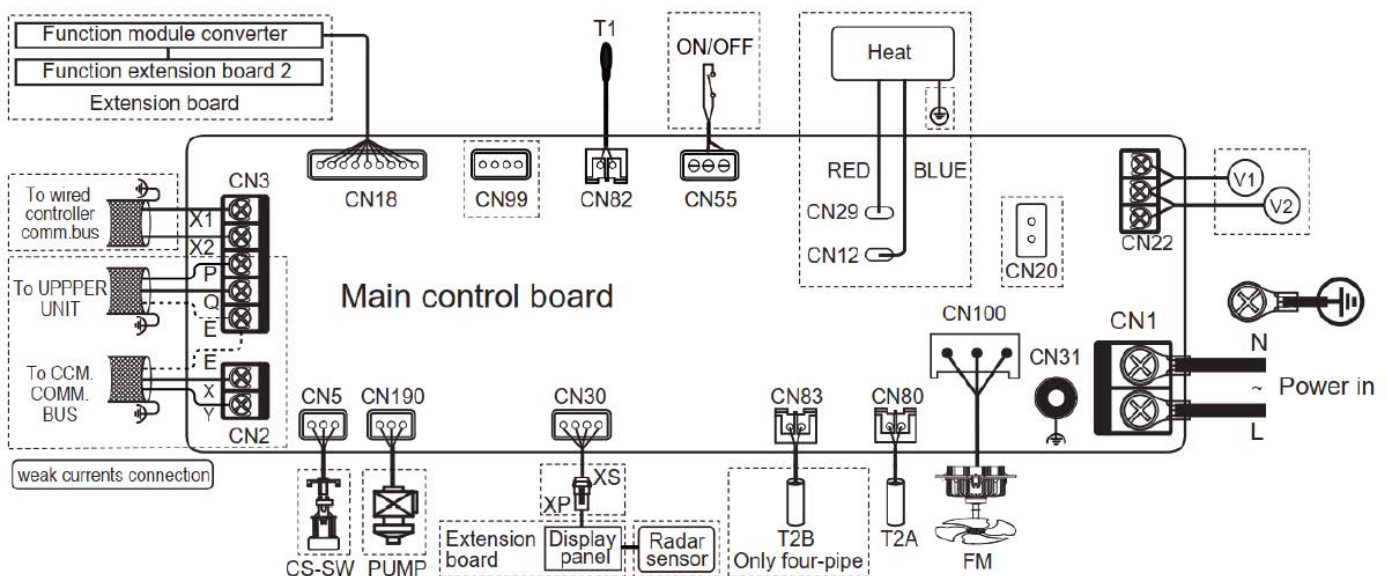 Function module converter
Function extension board 2
Extension board
T1
ON/OFF
Heat
RED
BLUE
CN3
CN18
CN99
CN82
CN55
CN29
CN12
CN20
CN22
V1
V2
To wired
controller
comm.bus
X1
X2
To UPPPER
UNIT
P
Q
E
Main control board
To CCM.
COMM.
BUS
E
X
Y
CN2
weak currents connection
CN5
CN190
CN30
CN83
CN80
CN100
CN31
CN1
N
~
Power in
L
XS
XP
CS-SW
PUMP
Extension
board
Display
panel
Radar
sensor
T2B
Only four-pipe
T2A
FM